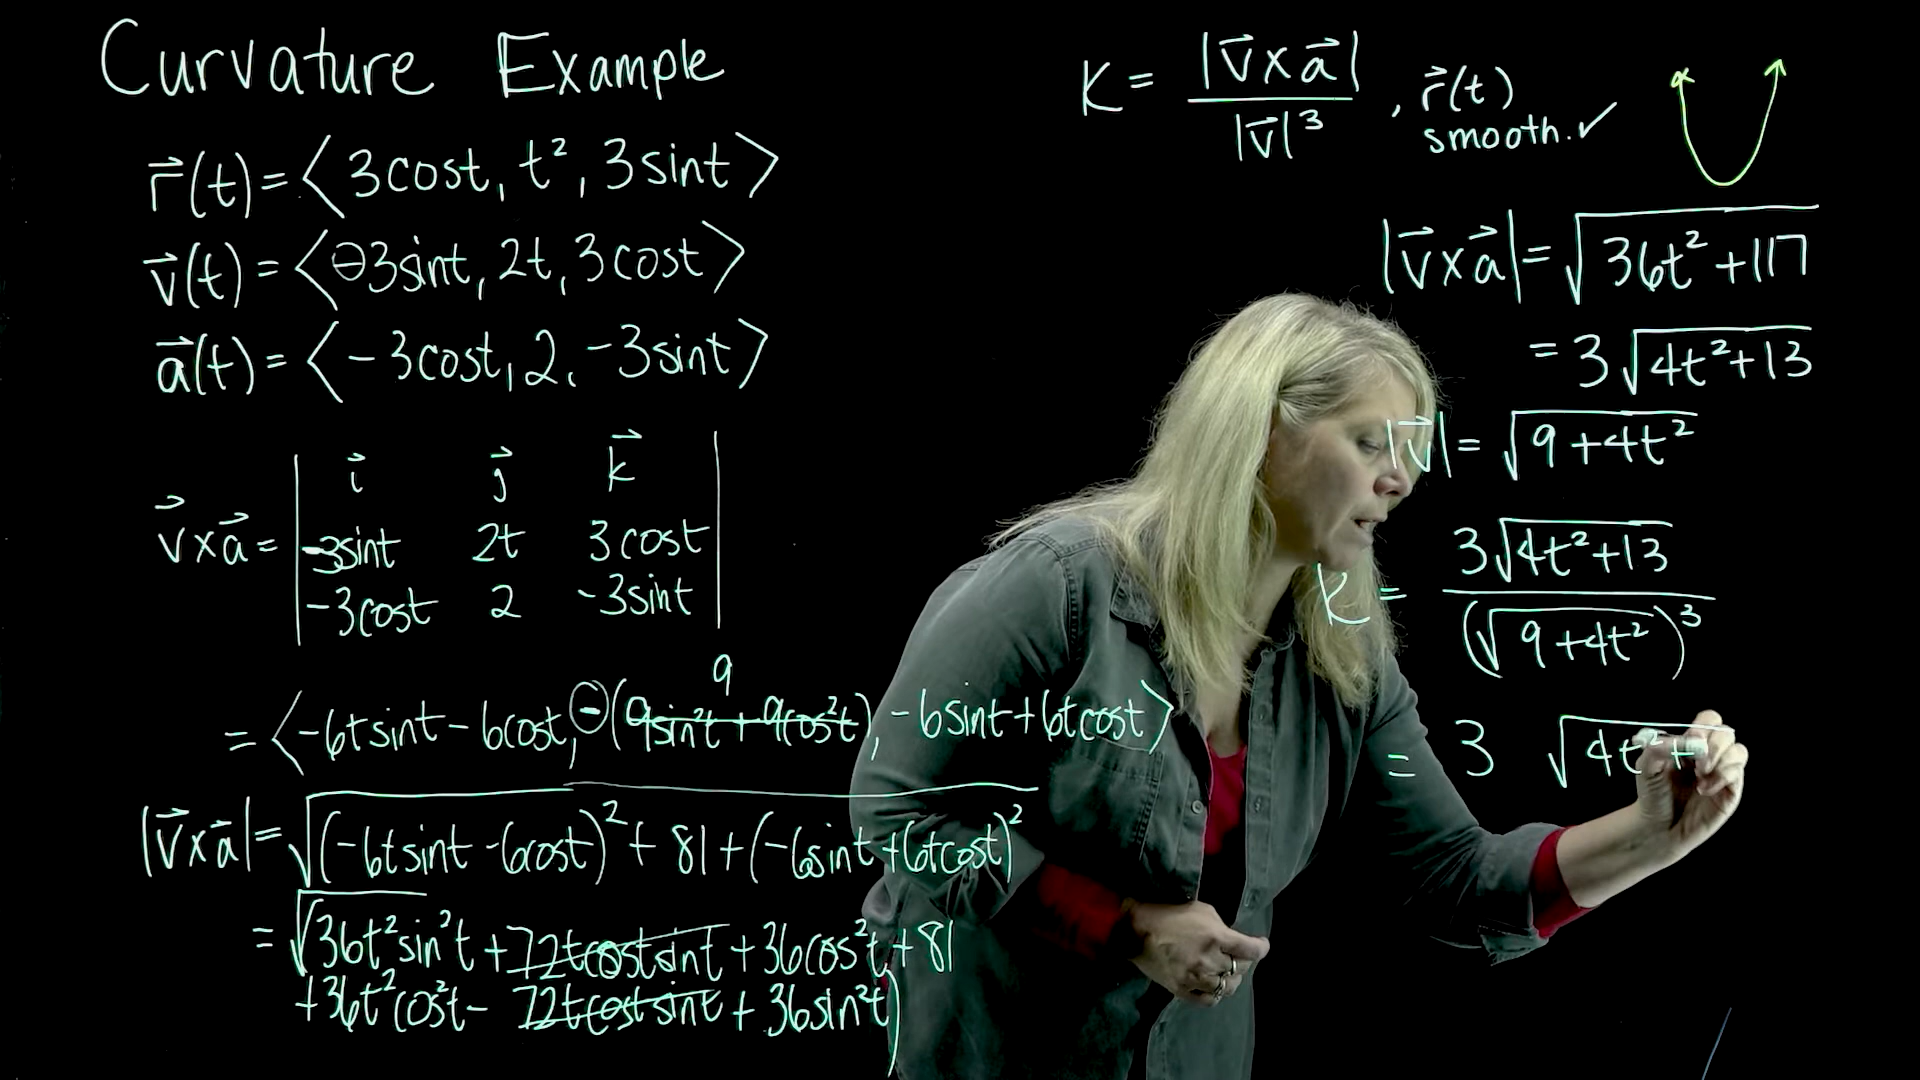 Curvature Example
r⃗(t) = ⟨3cost, t², 3sint⟩
v⃗(t) = ⟨-3sint, 2t, 3cost⟩
a⃗(t) = ⟨-3cost, 2, -3sint⟩
v⃗ x a⃗ = | i⃗ j⃗ k⃗
-3sint 2t 3cost
-3cost 2 -3sint |
9
= ⟨-6tsint - 6cost, -(9sin²t + 9cos²t), -6sint + 6tcost⟩
|v⃗ x a⃗| = √((-6tsint - 6cost)² + 81 + (-6sint + 6tcost)²)
= √(36t²sin²t + 72tcostsint + 36cos²t + 81
+ 36t²cos²t - 72tcostsint + 36sin²t)
K = |v⃗ x a⃗| / |v⃗|³ , r⃗(t)
smooth. ✓
|v⃗ x a⃗| = √(36t² + 117)
= 3√(4t² + 13)
|v⃗| = √(9 + 4t²)
K = 3√(4t² + 13) / (√(9 + 4t²))³
= 3 √(4t² +